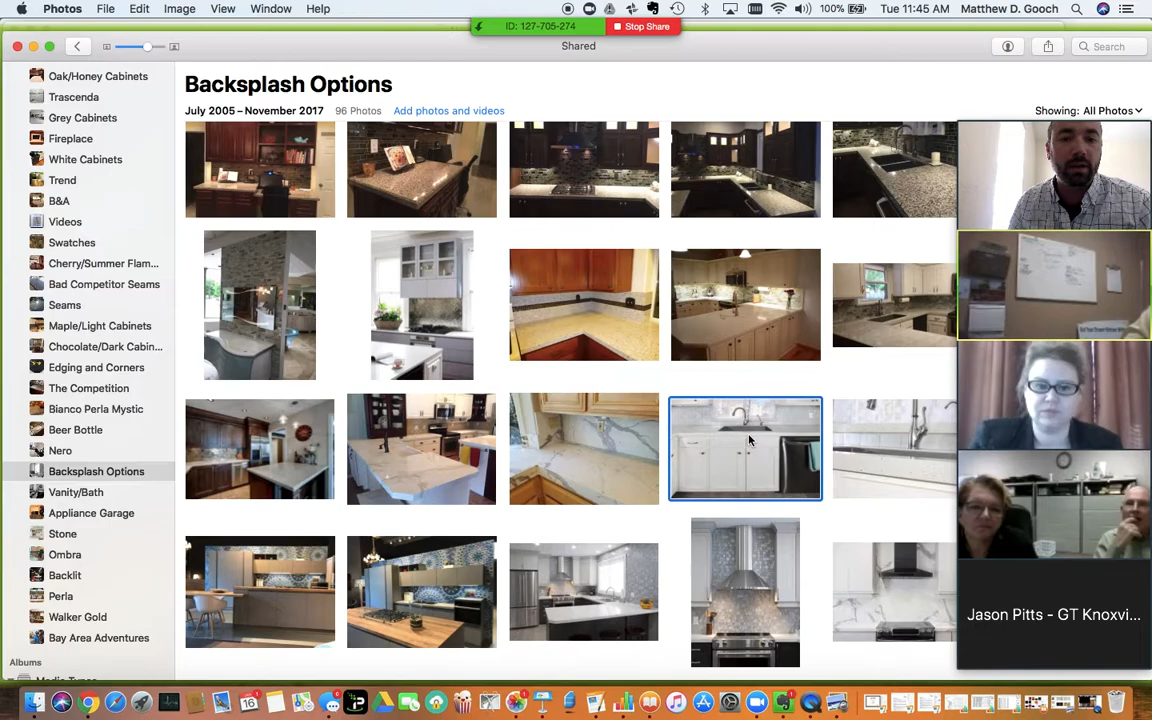 Photos File Edit Image View Window Help 100% Tue 11:45 AM Matthew D. Gooch
ID: 127-705-274 Stop Share
Shared
Search
Oak/Honey Cabinets
Trascenda
Grey Cabinets
Fireplace
White Cabinets
Trend
B&A
Videos
Swatches
Cherry/Summer Flam...
Bad Competitor Seams
Seams
Maple/Light Cabinets
Chocolate/Dark Cabin...
Edging and Corners
The Competition
Bianco Perla Mystic
Beer Bottle
Nero
Backsplash Options
Vanity/Bath
Appliance Garage
Stone
Ombra
Backlit
Perla
Walker Gold
Bay Area Adventures
Albums
Media Types
Backsplash Options
July 2005 – November 2017 96 Photos Add photos and videos
Showing: All Photos
Jason Pitts - GT Knoxvi...